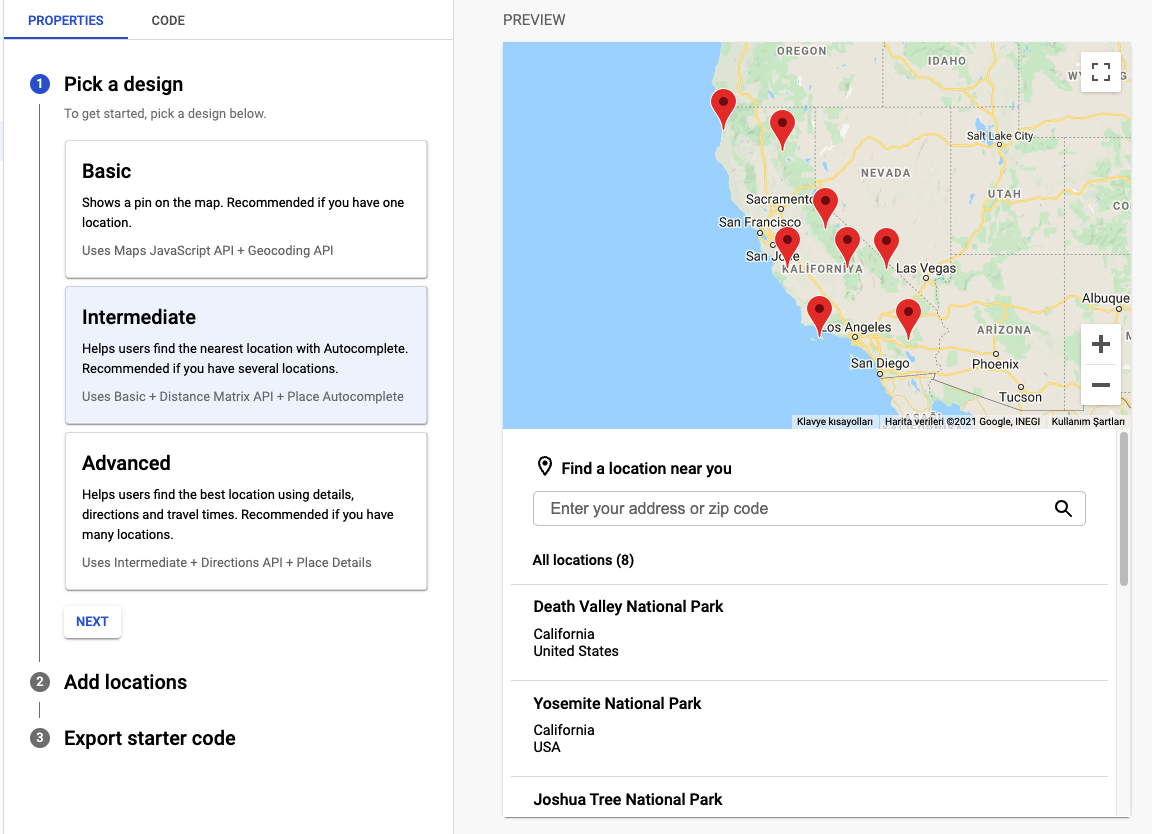 PROPERTIES
CODE
1
Pick a design
To get started, pick a design below.
Basic
Shows a pin on the map. Recommended if you have one
location.
Uses Maps JavaScript API + Geocoding API
Intermediate
Helps users find the nearest location with Autocomplete.
Recommended if you have several locations.
Uses Basic + Distance Matrix API + Place Autocomplete
Advanced
Helps users find the best location using details,
directions and travel times. Recommended if you have
many locations.
Uses Intermediate + Directions API + Place Details
NEXT
2
Add locations
3
Export starter code
PREVIEW
OREGON
IDAHO
Salt Lake City
NEVADA
UTAH
Sacramento
San Francisco
San Jose
KALİFORNİYA
Las Vegas
Albuque
Los Angeles
ARİZONA
San Diego
Phoenix
Tucson
Klavye kısayolları
Harita verileri ©2021 Google, INEGI
Kullanım Şartları
Find a location near you
Enter your address or zip code
All locations (8)
Death Valley National Park
California
United States
Yosemite National Park
California
USA
Joshua Tree National Park